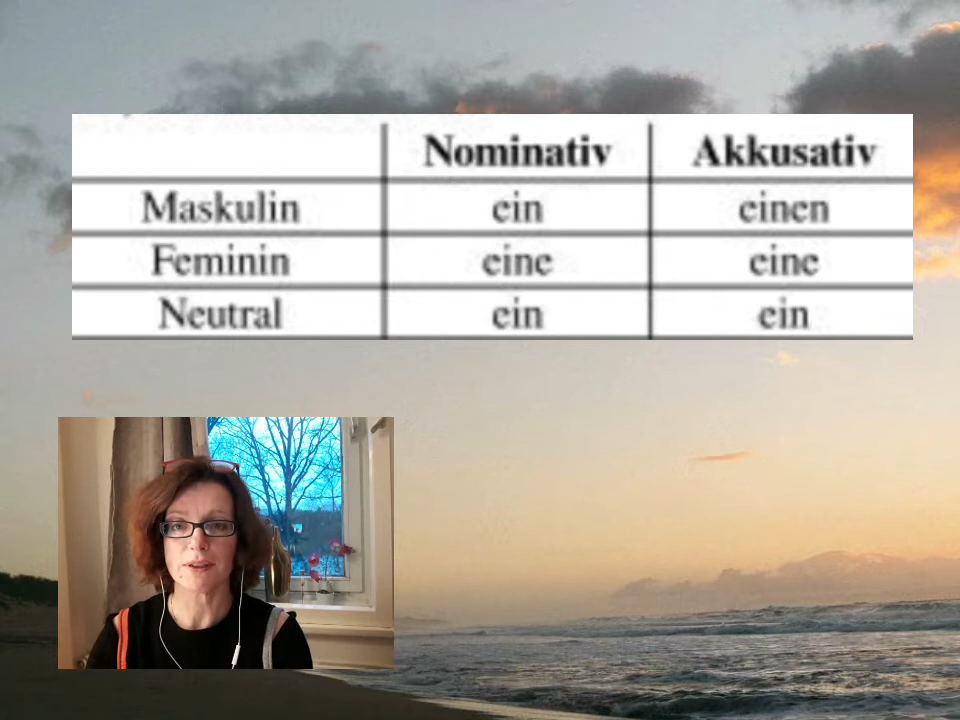 Nominativ Akkusativ
Maskulin ein einen
Feminin eine eine
Neutral ein ein